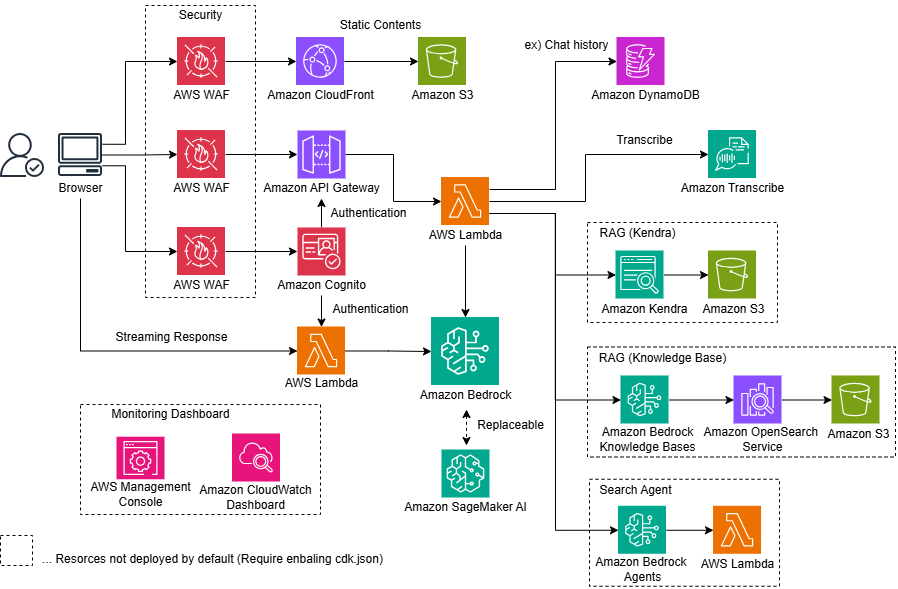 Security
Static Contents
ex) Chat history
AWS WAF
Amazon CloudFront
Amazon S3
Amazon DynamoDB
Transcribe
Browser
AWS WAF
Amazon API Gateway
Amazon Transcribe
Authentication
AWS Lambda
RAG (Kendra)
AWS WAF
Amazon Cognito
Amazon Kendra
Amazon S3
Authentication
Streaming Response
AWS Lambda
Amazon Bedrock
RAG (Knowledge Base)
Amazon Bedrock
Knowledge Bases
Amazon OpenSearch
Service
Amazon S3
Monitoring Dashboard
Replaceable
AWS Management
Console
Amazon CloudWatch
Dashboard
Amazon SageMaker AI
Search Agent
Amazon Bedrock
Agents
AWS Lambda
... Resorces not deployed by default (Require enbaling cdk.json)